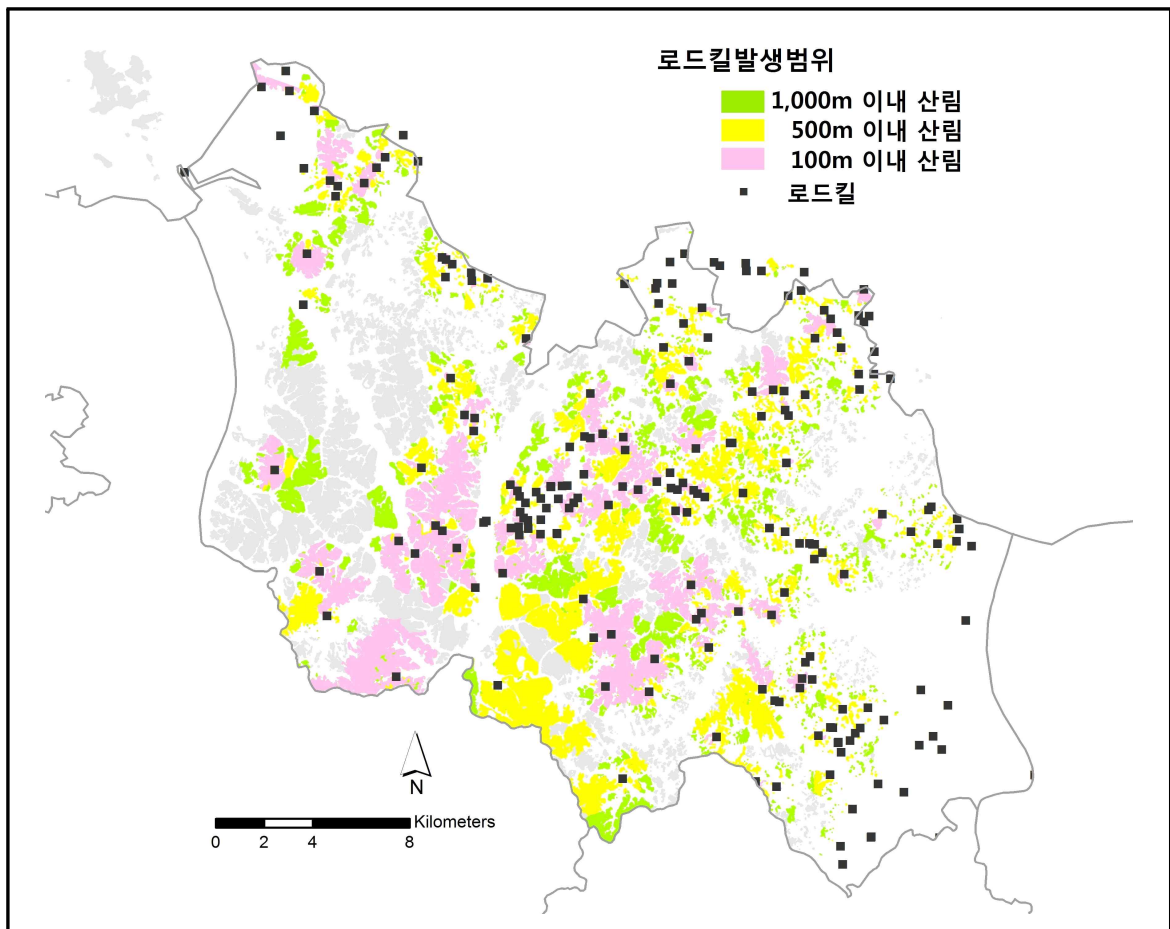 로드킬발생범위
1,000m 이내 산림
500m 이내 산림
100m 이내 산림
로드킬
N
Kilometers
0 2 4 8